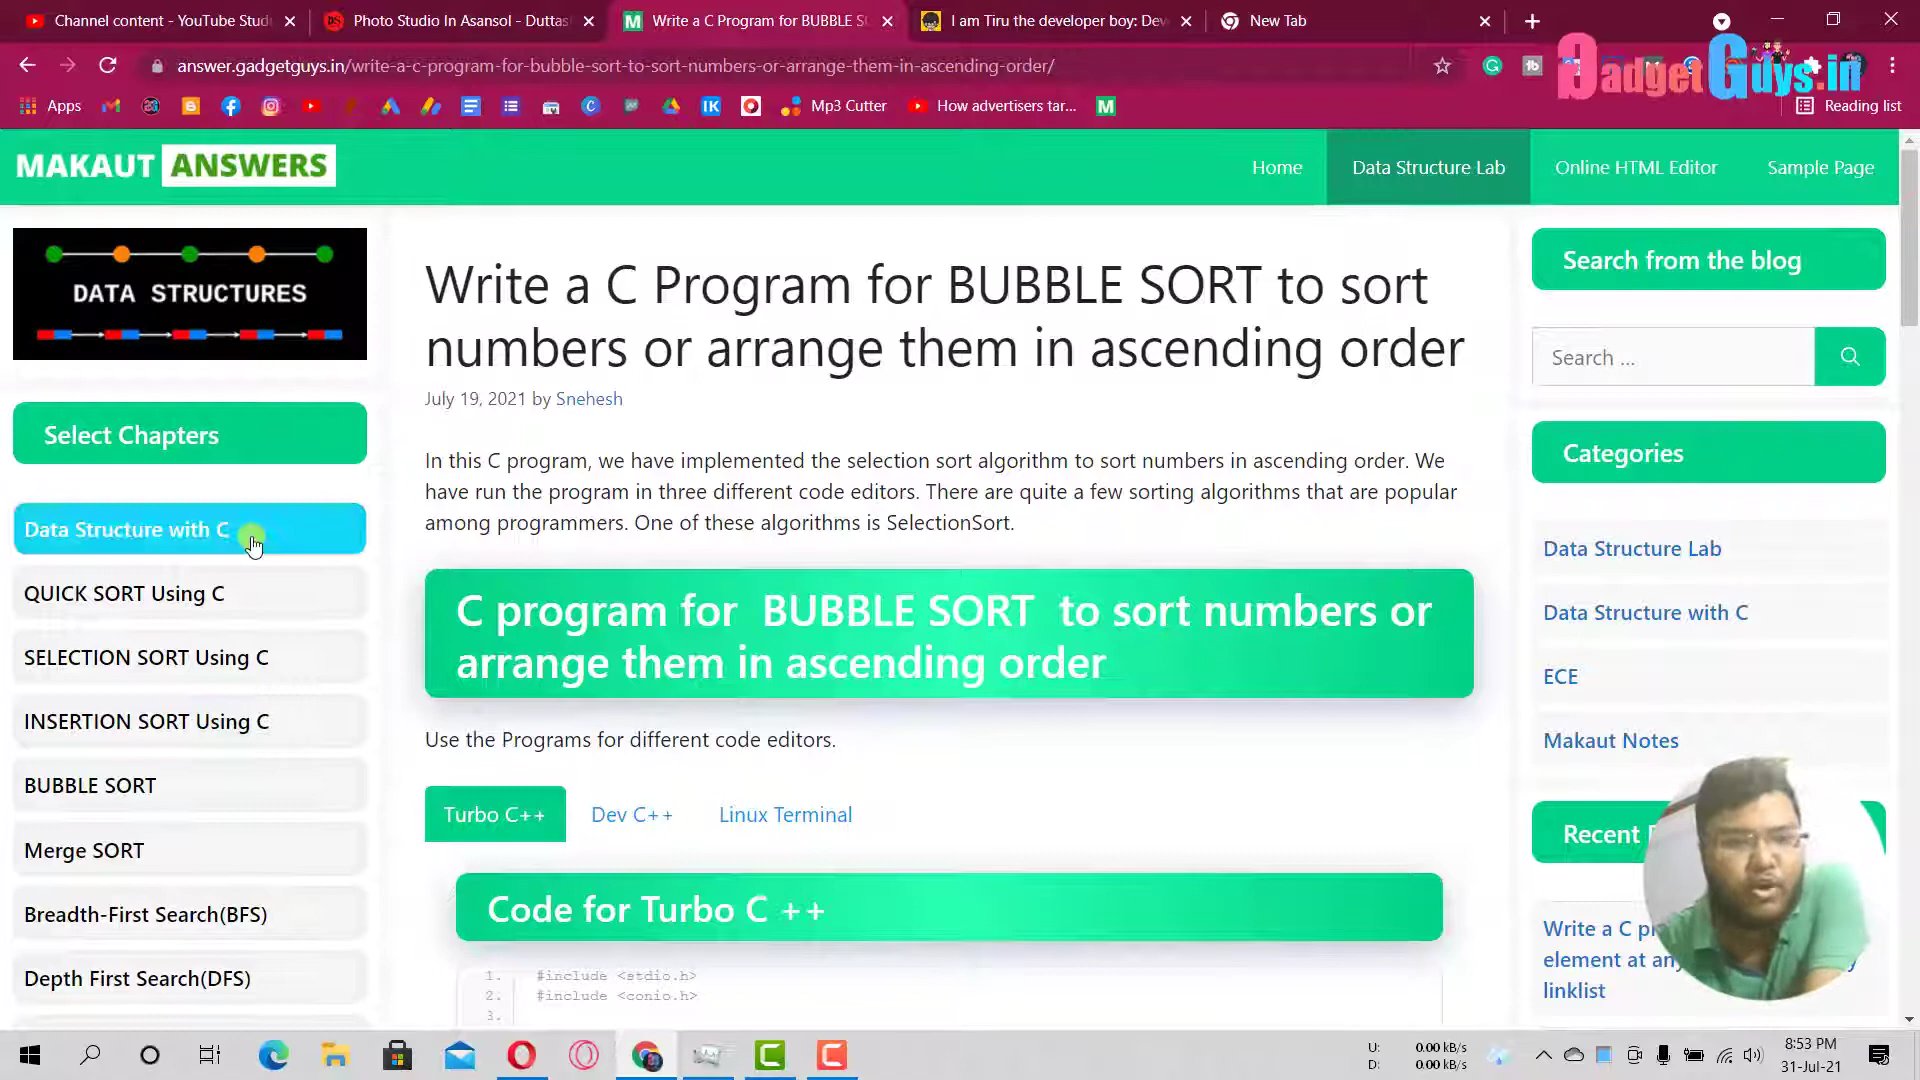 Channel content - YouTube Stud
Photo Studio In Asansol - Duttas
Write a C Program for BUBBLE S
I am Tiru the developer boy: Dev
New Tab
answer.gadgetguys.in/write-a-c-program-for-bubble-sort-to-sort-numbers-or-arrange-them-in-ascending-order/
GadgetGuys.in
Apps
Mp3 Cutter
How advertisers tar...
Reading list
MAKAUT ANSWERS
Home
Data Structure Lab
Online HTML Editor
Sample Page
DATA STRUCTURES
Select Chapters
Data Structure with C
QUICK SORT Using C
SELECTION SORT Using C
INSERTION SORT Using C
BUBBLE SORT
Merge SORT
Breadth-First Search(BFS)
Depth First Search(DFS)
Write a C Program for BUBBLE SORT to sort
numbers or arrange them in ascending order
July 19, 2021 by Snehesh
In this C program, we have implemented the selection sort algorithm to sort numbers in ascending order. We
have run the program in three different code editors. There are quite a few sorting algorithms that are popular
among programmers. One of these algorithms is SelectionSort.
C program for BUBBLE SORT to sort numbers or
arrange them in ascending order
Use the Programs for different code editors.
Turbo C++
Dev C++
Linux Terminal
Code for Turbo C ++
1. #include <stdio.h>
2. #include <conio.h>
3.
Search from the blog
Search ...
Categories
Data Structure Lab
Data Structure with C
ECE
Makaut Notes
Recent
Write a C p
element at an
linklist
U: 0.00 kB/s
D: 0.00 kB/s
8:53 PM
31-Jul-21